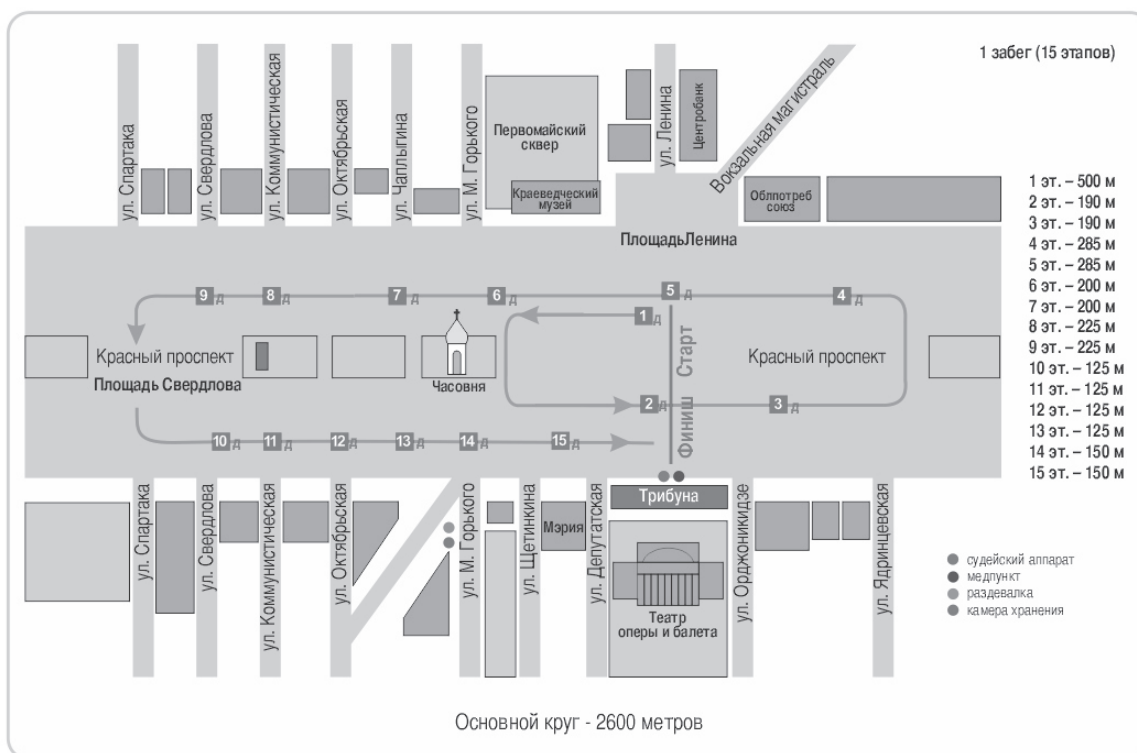 1 забег (15 этапов)
ул. Спартака
ул. Свердлова
ул. Коммунистическая
ул. Октябрьская
ул. Чаплыгина
ул. М. Горького
Первомайский
сквер
Краеведческий
музей
ул. Ленина
Центробанк
Вокзальная магистраль
Облпотреб
союз
ПлощадьЛенина
1 эт. – 500 м
2 эт. – 190 м
3 эт. – 190 м
4 эт. – 285 м
5 эт. – 285 м
6 эт. – 200 м
7 эт. – 200 м
8 эт. – 225 м
9 эт. – 225 м
10 эт. – 125 м
11 эт. – 125 м
12 эт. – 125 м
13 эт. – 125 м
14 эт. – 150 м
15 эт. – 150 м
9 д 8 д 7 д 6 д 5 д 4 д
1 д
Старт
Красный проспект
Площадь Свердлова
Часовня
Красный проспект
2 д 3 д
Финиш
10 д 11 д 12 д 13 д 14 д 15 д
ул. Спартака
ул. Свердлова
ул. Коммунистическая
ул. Октябрьская
ул. М. Горького
ул. Щетинкина
Мэрия
ул. Депутатская
Трибуна
Театр
оперы и балета
ул. Орджоникидзе
ул. Ядринцевская
судейский аппарат
медпункт
раздевалка
камера хранения
Основной круг - 2600 метров